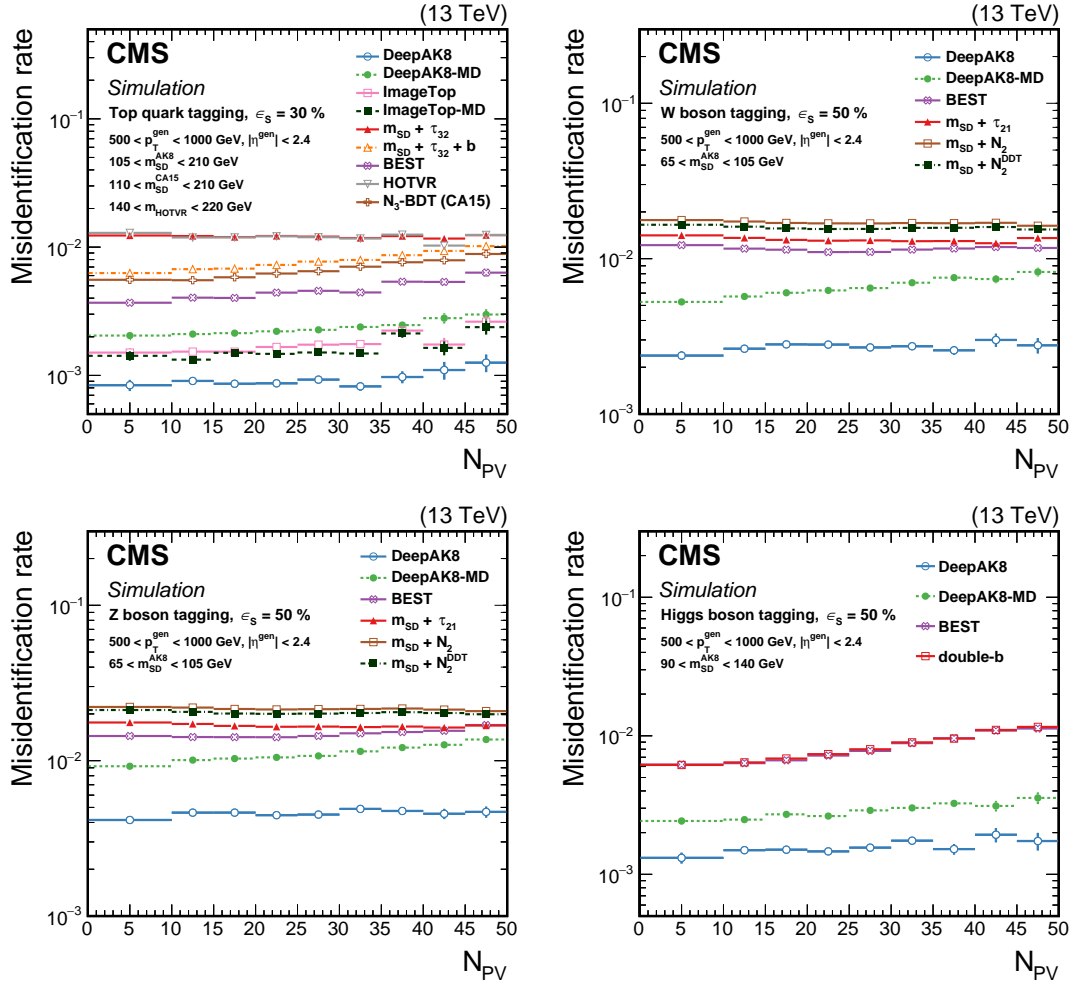 (13 TeV)
CMS
Simulation
Top quark tagging, ε_S = 30 %
500 < p_T^gen < 1000 GeV, |η^gen| < 2.4
105 < m_SD^AK8 < 210 GeV
110 < m_SD^CA15 < 210 GeV
140 < m_HOTVR < 220 GeV
DeepAK8
DeepAK8-MD
ImageTop
ImageTop-MD
m_SD + τ_32
m_SD + τ_32 + b
BEST
HOTVR
N_3-BDT (CA15)
Misidentification rate
10^−1
10^−2
10^−3
0 5 10 15 20 25 30 35 40 45 50
N_PV
(13 TeV)
CMS
Simulation
W boson tagging, ε_S = 50 %
500 < p_T^gen < 1000 GeV, |η^gen| < 2.4
65 < m_SD^AK8 < 105 GeV
DeepAK8
DeepAK8-MD
BEST
m_SD + τ_21
m_SD + N_2
m_SD + N_2^DDT
Misidentification rate
10^−1
10^−2
10^−3
0 5 10 15 20 25 30 35 40 45 50
N_PV
(13 TeV)
CMS
Simulation
Z boson tagging, ε_S = 50 %
500 < p_T^gen < 1000 GeV, |η^gen| < 2.4
65 < m_SD^AK8 < 105 GeV
DeepAK8
DeepAK8-MD
BEST
m_SD + τ_21
m_SD + N_2
m_SD + N_2^DDT
Misidentification rate
10^−1
10^−2
10^−3
0 5 10 15 20 25 30 35 40 45 50
N_PV
(13 TeV)
CMS
Simulation
Higgs boson tagging, ε_S = 50 %
500 < p_T^gen < 1000 GeV, |η^gen| < 2.4
90 < m_SD^AK8 < 140 GeV
DeepAK8
DeepAK8-MD
BEST
double-b
Misidentification rate
10^−1
10^−2
10^−3
0 5 10 15 20 25 30 35 40 45 50
N_PV